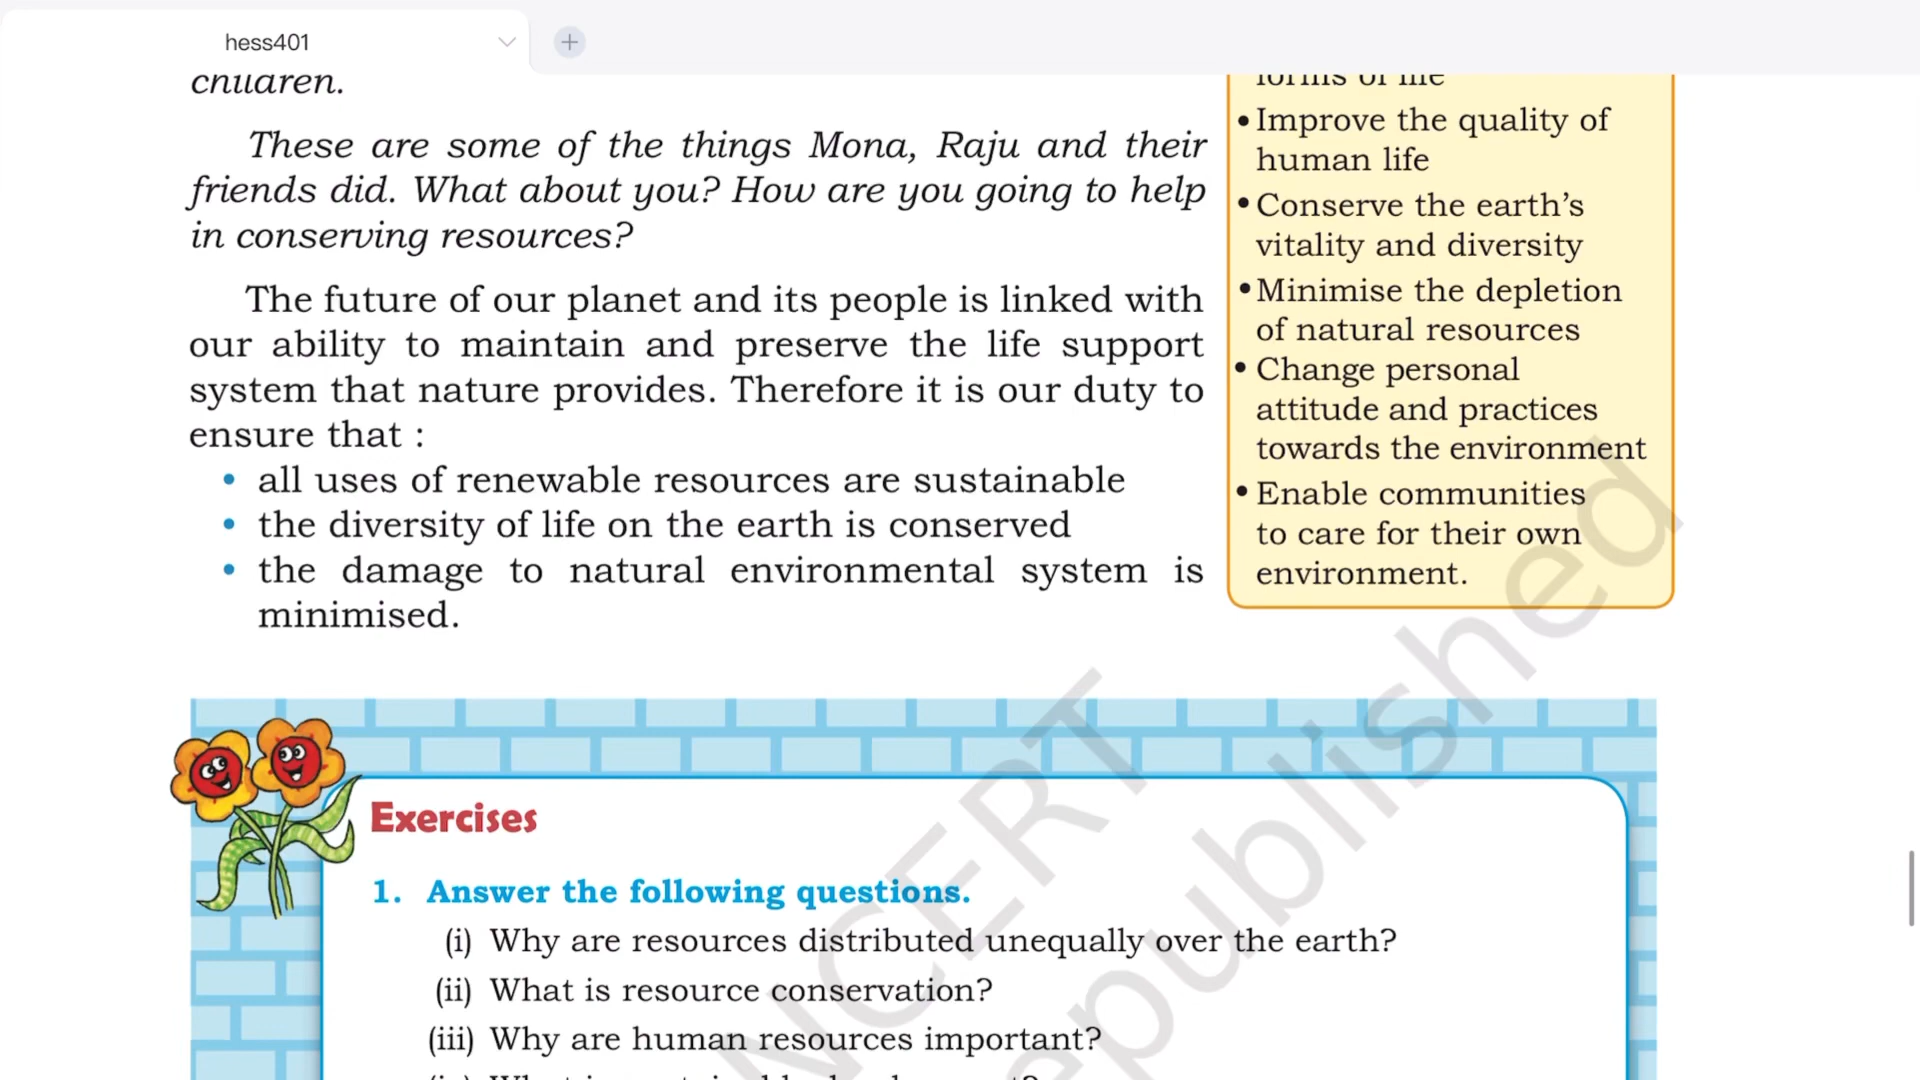 hess401
children.
These are some of the things Mona, Raju and their
friends did. What about you? How are you going to help
in conserving resources?
The future of our planet and its people is linked with
our ability to maintain and preserve the life support
system that nature provides. Therefore it is our duty to
ensure that :
• all uses of renewable resources are sustainable
• the diversity of life on the earth is conserved
• the damage to natural environmental system is
minimised.
forms of life
• Improve the quality of
human life
• Conserve the earth's
vitality and diversity
• Minimise the depletion
of natural resources
• Change personal
attitude and practices
towards the environment
• Enable communities
to care for their own
environment.
Exercises
1. Answer the following questions.
(i) Why are resources distributed unequally over the earth?
(ii) What is resource conservation?
(iii) Why are human resources important?
NCERT
republished